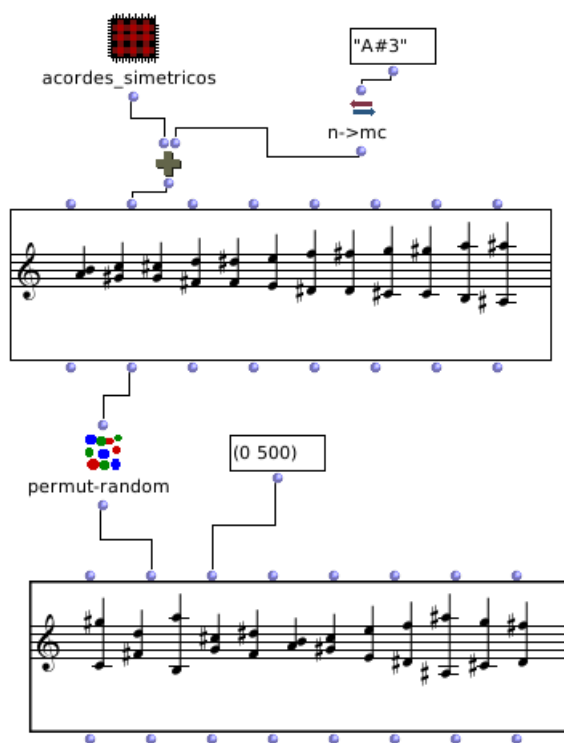 "A#3"
acordes_simetricos
n->mc
permut-random
(0 500)